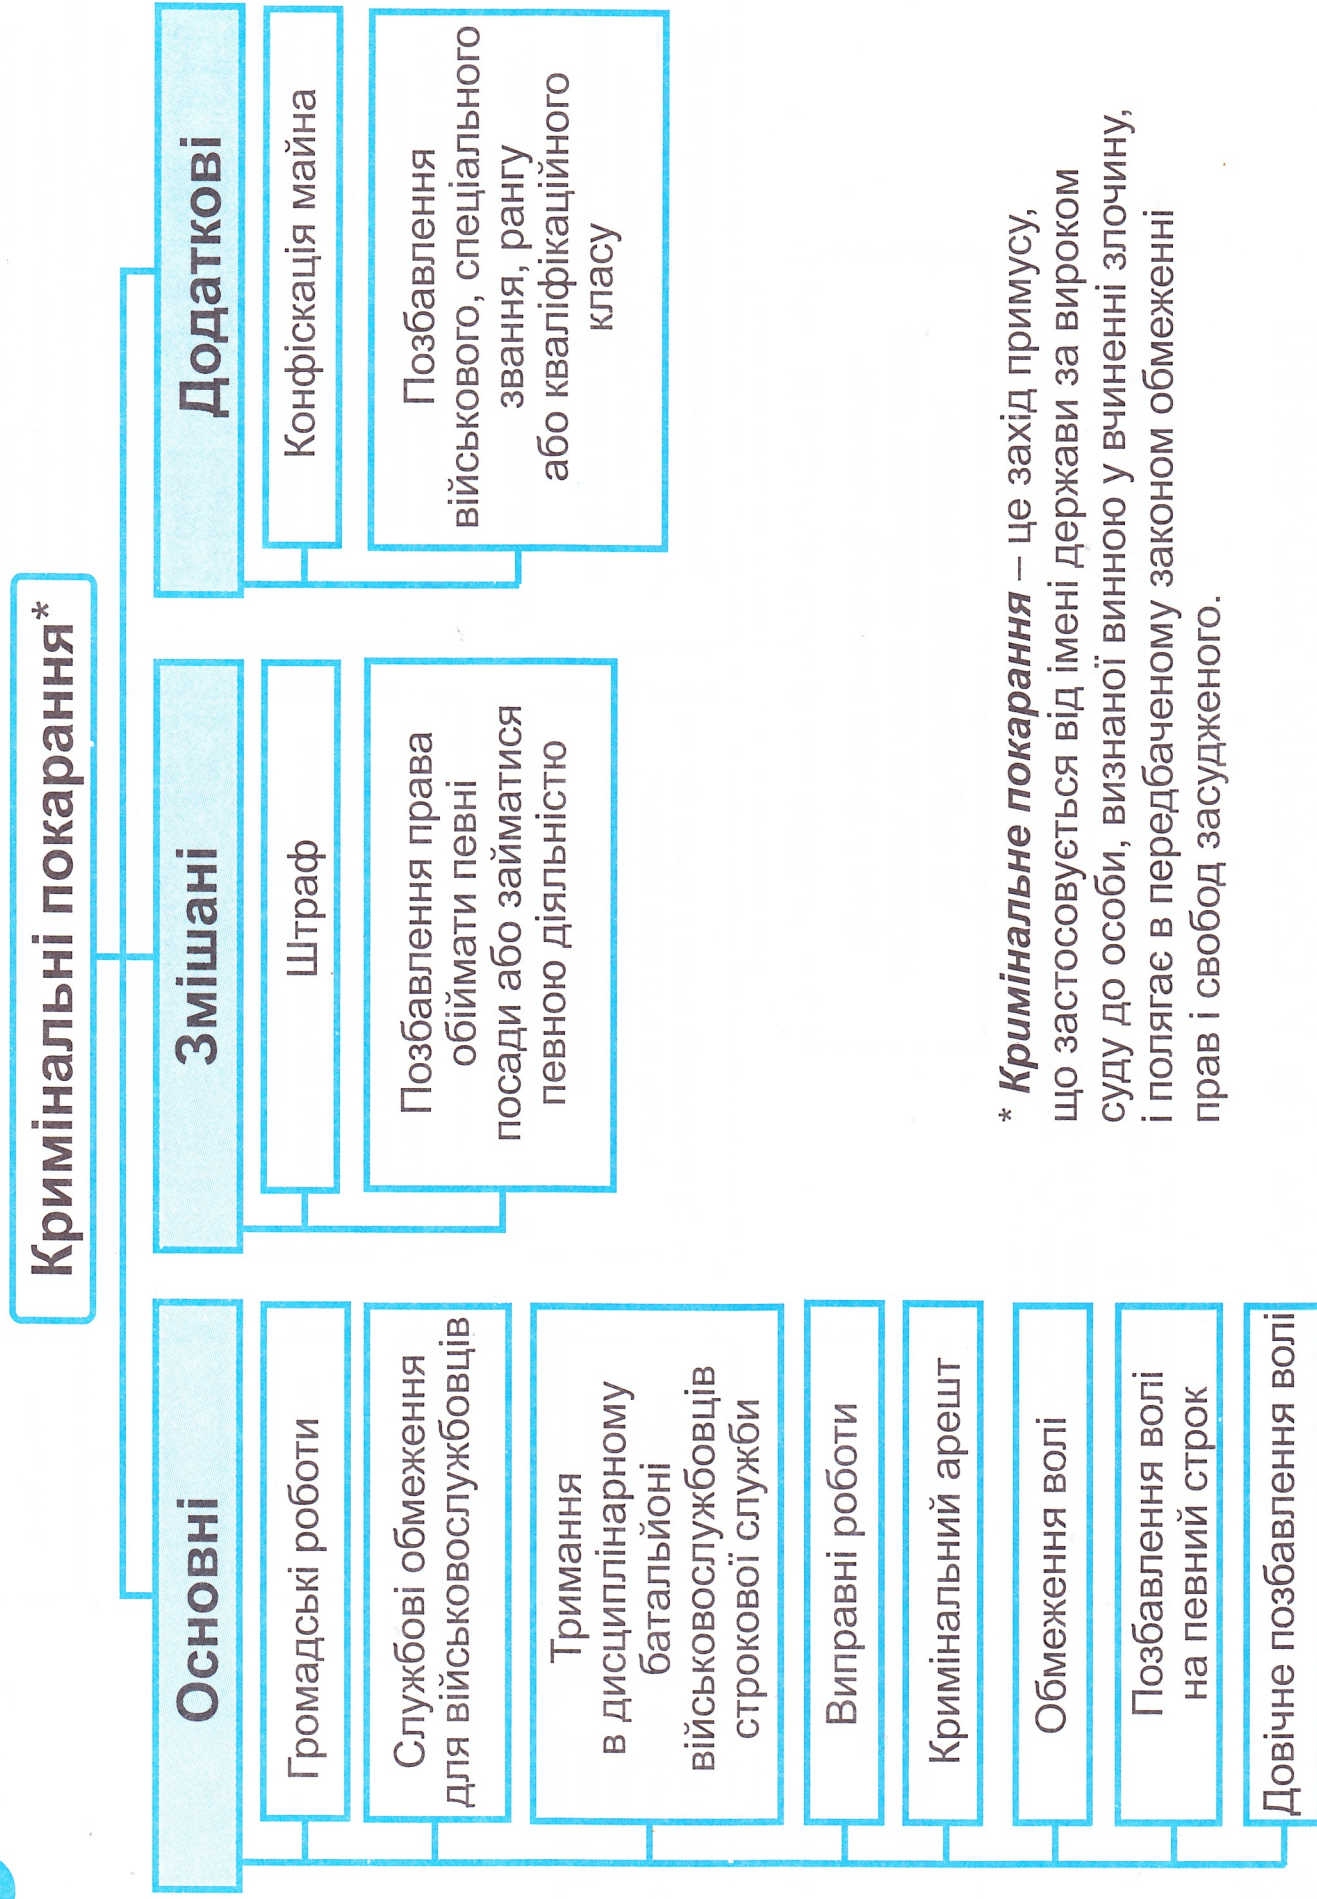 Кримінальні покарання*
Основні
Громадські роботи
Службові обмеження
для військовослужбовців
Тримання
в дисциплінарному
батальйоні
військовослужбовців
строкової служби
Виправні роботи
Кримінальний арешт
Обмеження волі
Позбавлення волі
на певний строк
Довічне позбавлення волі
Змішані
Штраф
Позбавлення права
обіймати певні
посади або займатися
певною діяльністю
Додаткові
Конфіскація майна
Позбавлення
військового, спеціального
звання, рангу
або кваліфікаційного
класу
* Кримінальне покарання – це захід примусу,
що застосовується від імені держави за вироком
суду до особи, визнаної винною у вчиненні злочину,
і полягає в передбаченому законом обмеженні
прав і свобод засудженого.